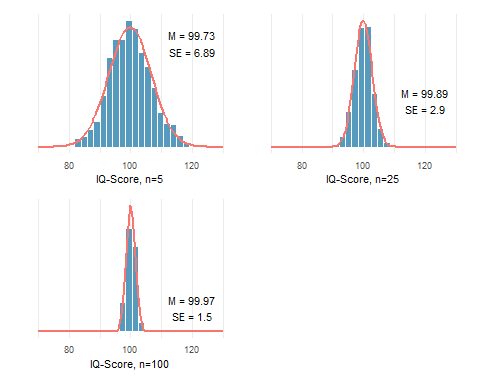 M = 99.73
SE = 6.89
80 100 120
IQ-Score, n=5
M = 99.89
SE = 2.9
80 100 120
IQ-Score, n=25
M = 99.97
SE = 1.5
80 100 120
IQ-Score, n=100